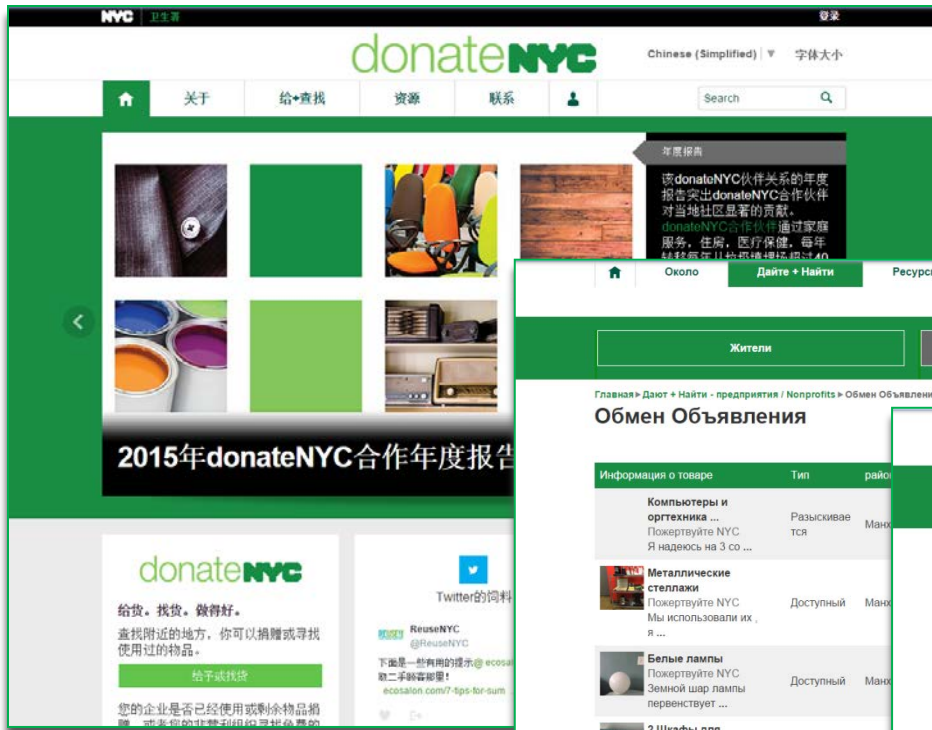 NYC 卫生署 登录
donateNYC Chinese (Simplified) 字体大小
关于 给+查找 资源 联系 Search
年度报告
该donateNYC伙伴关系的年度
报告突出donateNYC合作伙伴
对当地社区显著的贡献。
donateNYC合作伙伴通过家庭
服务，住房，医疗保健，每年
2015年donateNYC合作年度报告
donateNYC
给货。找货。做得好。
查找附近的地方，你可以捐赠或寻找
使用过的物品。
给予或找货
您的企业是否已经使用或剩余物品捐
Twitter的饲料
ReuseNYC
@ReuseNYC
下面是一些有用的提示@ ecosal
ecosalon.com/7-tips-for-sum
Около Дайте + Найти Ресурс
Жители
Главная Дают + Найти - предприятия / Nonprofits Обмен Объявлени
Обмен Объявления
Информация о товаре Тип райо
Компьютеры и
оргтехника ...
Пожертвуйте NYC
Я надеюсь на 3 со ...
Разыскивае
тся
Манх
Металлические
стеллажи
Пожертвуйте NYC
Мы использовали их ,
я ...
Доступный Манх
Белые лампы
Пожертвуйте NYC
Земной шар лампы
первенствует ...
Доступный Манх
2 Шкафы для